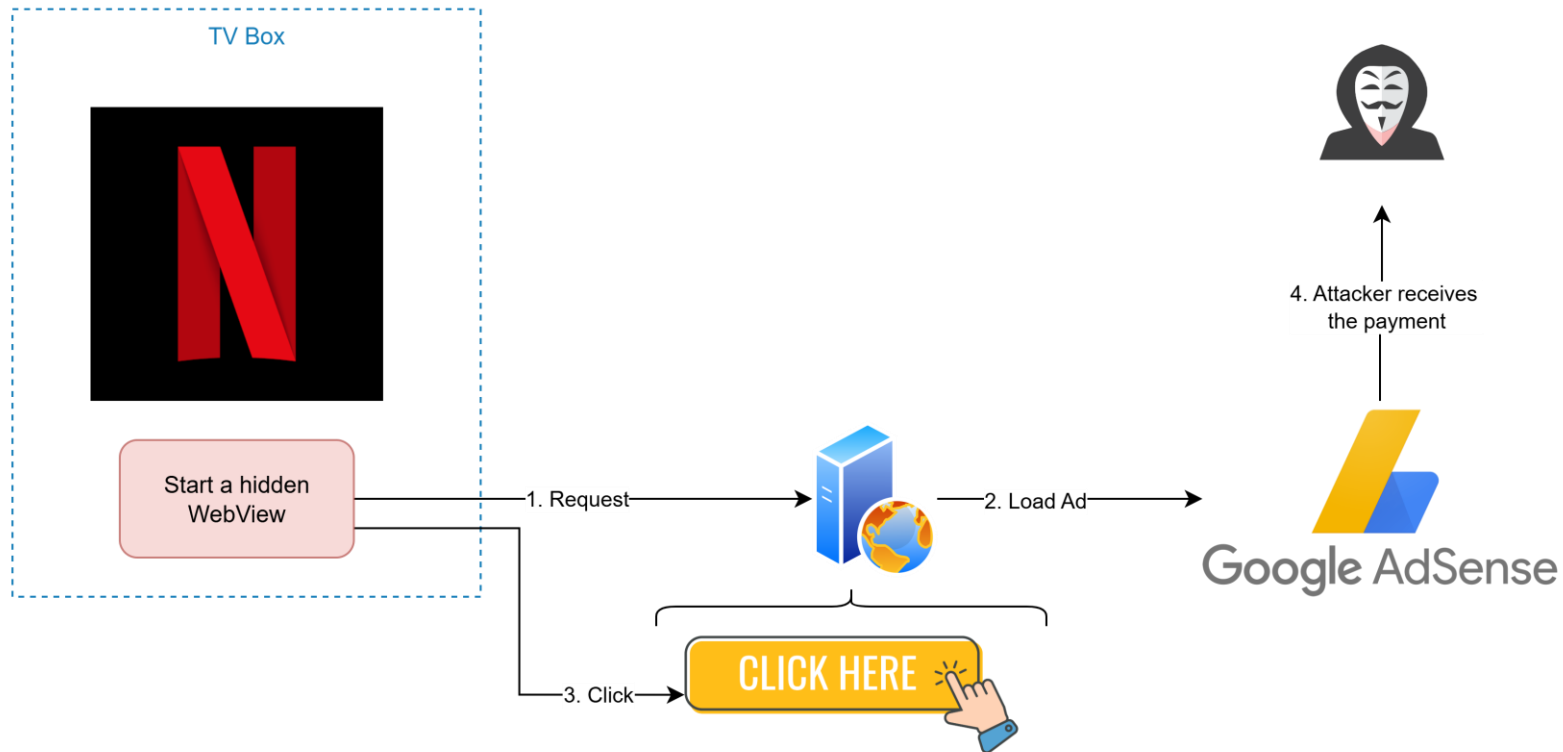 TV Box
N
Start a hidden
WebView
1. Request
2. Load Ad
3. Click
CLICK HERE
4. Attacker receives
the payment
Google AdSense